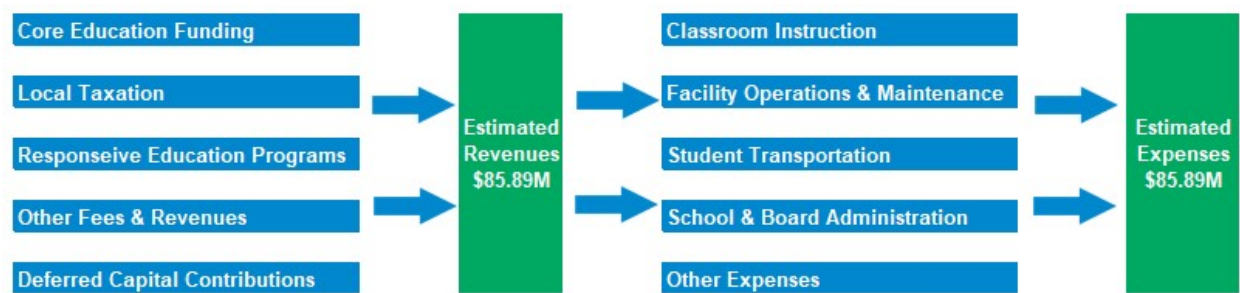 Core Education Funding
Local Taxation
Responseive Education Programs
Other Fees & Revenues
Deferred Capital Contributions
Estimated
Revenues
$85.89M
Classroom Instruction
Facility Operations & Maintenance
Student Transportation
School & Board Administration
Other Expenses
Estimated
Expenses
$85.89M